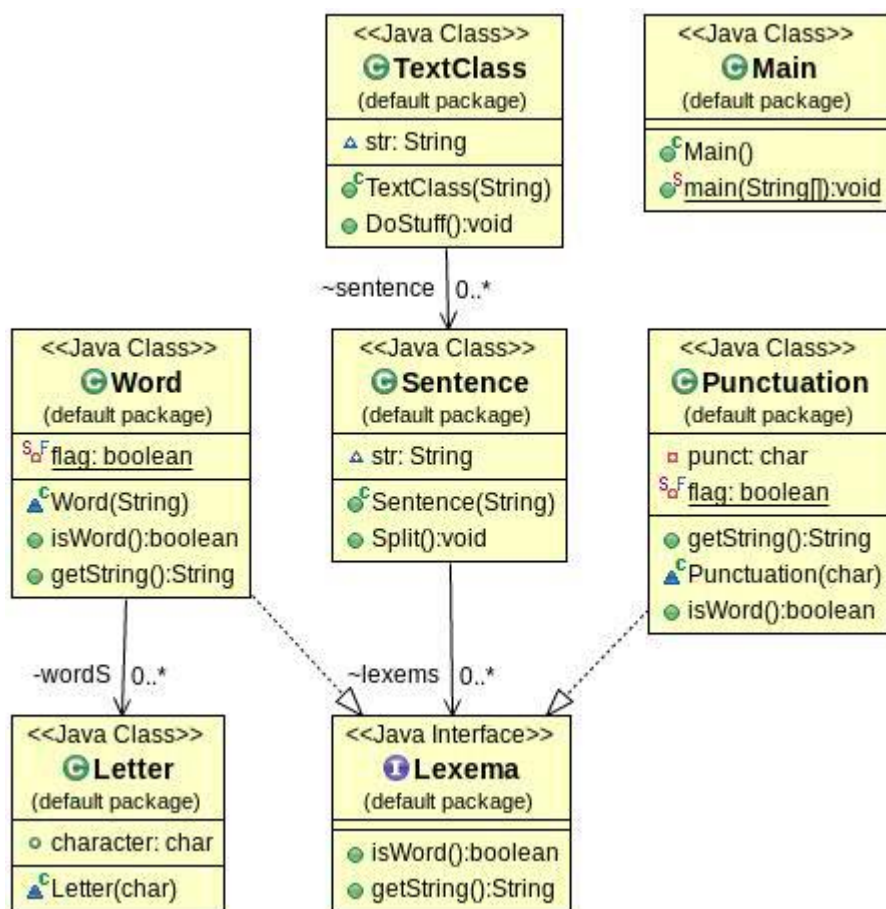 <<Java Class>>
TextClass
(default package)
str: String
TextClass(String)
DoStuff():void
<<Java Class>>
Main
(default package)
Main()
main(String[]):void
~sentence
0..*
<<Java Class>>
Word
(default package)
flag: boolean
Word(String)
isWord():boolean
getString():String
<<Java Class>>
Sentence
(default package)
str: String
Sentence(String)
Split():void
<<Java Class>>
Punctuation
(default package)
punct: char
flag: boolean
getString():String
Punctuation(char)
isWord():boolean
-wordS
0..*
~lexems
0..*
<<Java Class>>
Letter
(default package)
character: char
Letter(char)
<<Java Interface>>
Lexema
(default package)
isWord():boolean
getString():String